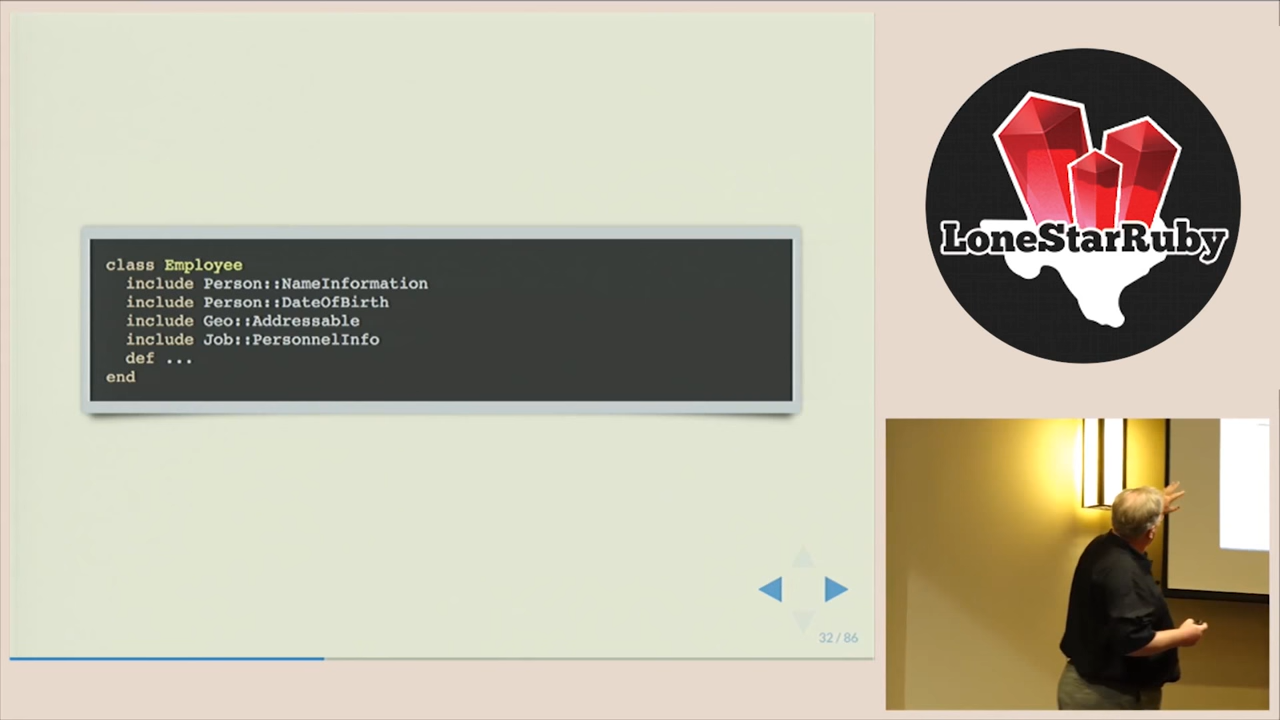 class Employee
  include Person::NameInformation
  include Person::DateOfBirth
  include Geo::Addressable
  include Job::PersonnelInfo
  def ...
end
32 / 86
LoneStarRuby